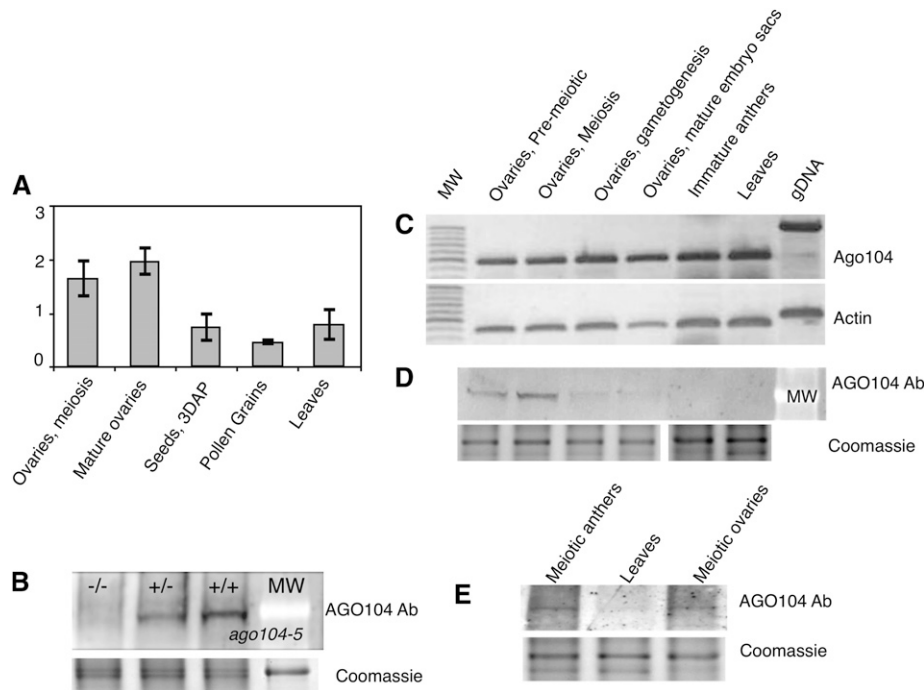 A
3
2
1
0
Ovaries, meiosis
Mature ovaries
Seeds, 3DAP
Pollen Grains
Leaves
B
-/-
+/-
+/+
MW
AGO104 Ab
ago104-5
Coomassie
MW
Ovaries, Pre-meiotic
Ovaries, Meiosis
Ovaries, gametogenesis
Ovaries, mature embryo sacs
Immature anthers
Leaves
gDNA
C
Ago104
Actin
D
AGO104 Ab
MW
Coomassie
Meiotic anthers
Leaves
Meiotic ovaries
E
AGO104 Ab
Coomassie